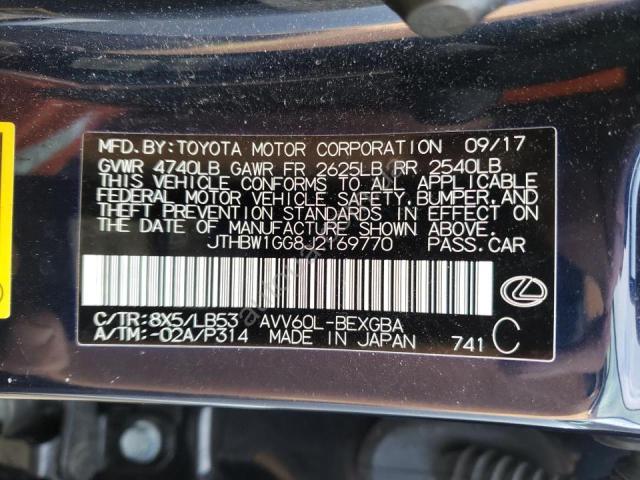 MFD.BY:TOYOTA MOTOR CORPORATION 09/17
GVWR 4740LB GAWR FR 2625LB RR 2540LB
THIS VEHICLE CONFORMS TO ALL APPLICABLE
FEDERAL MOTOR VEHICLE SAFETY,BUMPER,AND
THEFT PREVENTION STANDARDS IN EFFECT ON
THE DATE OF MANUFACTURE SHOWN ABOVE.
JTHBW1GG8J2169770 PASS.CAR
C/TR:8X5/LB53 AVV60L-BEXGBA
A/TM:-02A/P314 MADE IN JAPAN 741 C